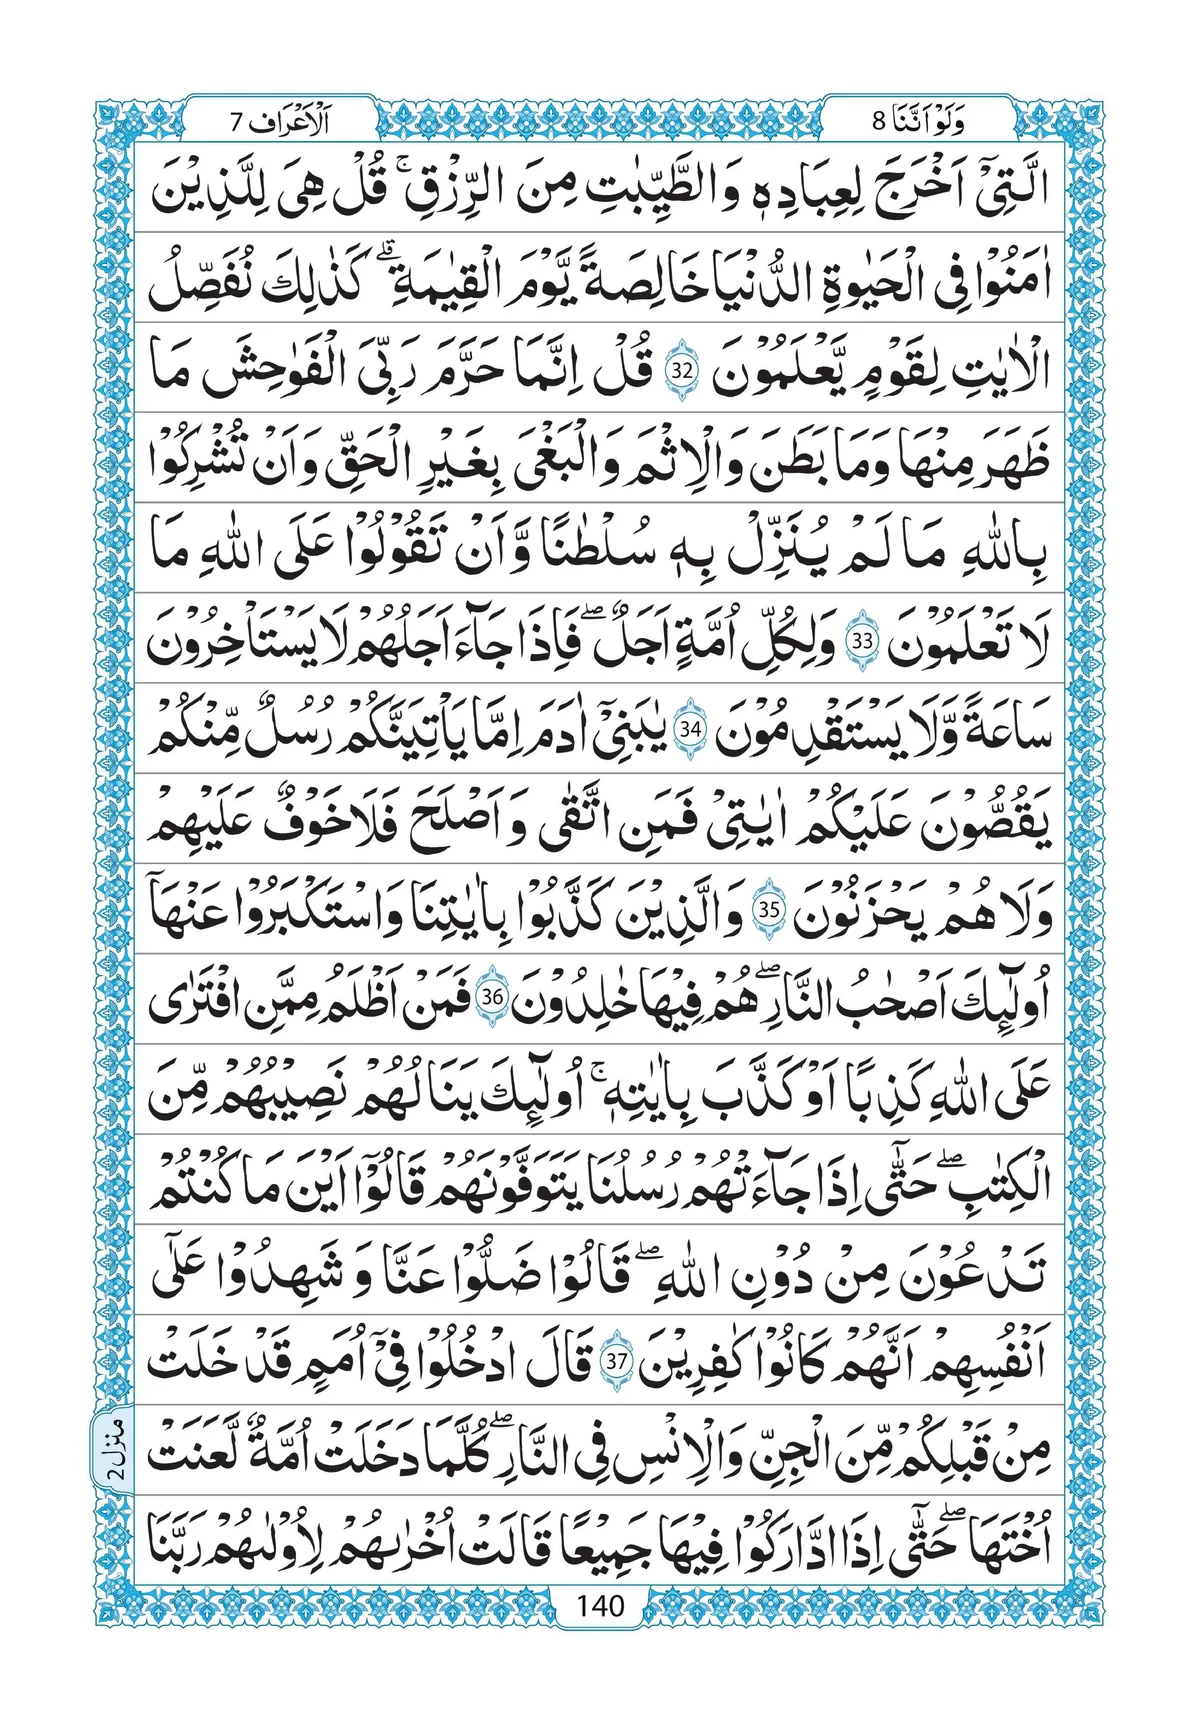 وَلَوْ اَنَّنَا 8
اَلْاَعْرَاف 7
الَّتِیْۤ اَخْرَجَ لِعِبَادِهٖ وَالطَّیِّبٰتِ مِنَ الرِّزْقِ ۚ قُلْ هِیَ لِلَّذِیْنَ
اٰمَنُوْا فِی الْحَیٰوةِ الدُّنْیَا خَالِصَةً یَّوْمَ الْقِیٰمَةِ ؕ كَذٰلِكَ نُفَصِّلُ
الْاٰیٰتِ لِقَوْمٍ یَّعْلَمُوْنَ 32 قُلْ اِنَّمَا حَرَّمَ رَبِّیَ الْفَوَاحِشَ مَا
ظَهَرَ مِنْهَا وَمَا بَطَنَ وَالْاِثْمَ وَالْبَغْیَ بِغَیْرِ الْحَقِّ وَاَنْ تُشْرِكُوْا
بِاللّٰهِ مَا لَمْ یُنَزِّلْ بِهٖ سُلْطٰنًا وَّاَنْ تَقُوْلُوْا عَلَی اللّٰهِ مَا
لَا تَعْلَمُوْنَ 33 وَلِكُلِّ اُمَّةٍ اَجَلٌ ۖ فَاِذَا جَآءَ اَجَلُهُمْ لَا یَسْتَاْخِرُوْنَ
سَاعَةً وَّلَا یَسْتَقْدِمُوْنَ 34 یٰبَنِیْۤ اٰدَمَ اِمَّا یَاْتِیَنَّكُمْ رُسُلٌ مِّنْكُمْ
یَقُصُّوْنَ عَلَیْكُمْ اٰیٰتِیْ فَمَنِ اتَّقٰی وَاَصْلَحَ فَلَا خَوْفٌ عَلَیْهِمْ
وَلَا هُمْ یَحْزَنُوْنَ 35 وَالَّذِیْنَ كَذَّبُوْا بِاٰیٰتِنَا وَاسْتَكْبَرُوْا عَنْهَاۤ
اُولٰٓىِٕكَ اَصْحٰبُ النَّارِ ۖ هُمْ فِیْهَا خٰلِدُوْنَ 36 فَمَنْ اَظْلَمُ مِمَّنِ افْتَرٰی
عَلَی اللّٰهِ كَذِبًا اَوْ كَذَّبَ بِاٰیٰتِهٖ ۚ اُولٰٓىِٕكَ یَنَالُهُمْ نَصِیْبُهُمْ مِّنَ
الْكِتٰبِ ۖ حَتّٰۤی اِذَا جَآءَتْهُمْ رُسُلُنَا یَتَوَفَّوْنَهُمْ قَالُوْۤا اَیْنَ مَا كُنْتُمْ
تَدْعُوْنَ مِنْ دُوْنِ اللّٰهِ ۖ قَالُوْا ضَلُّوْا عَنَّا وَ شَهِدُوْا عَلٰۤی
اَنْفُسِهِمْ اَنَّهُمْ كَانُوْا كٰفِرِیْنَ 37 قَالَ ادْخُلُوْا فِیْۤ اُمَمٍ قَدْ خَلَتْ
مِنْ قَبْلِكُمْ مِّنَ الْجِنِّ وَالْاِنْسِ فِی النَّارِ ۖ كُلَّمَا دَخَلَتْ اُمَّةٌ لَّعَنَتْ
اُخْتَهَا ۖ حَتّٰۤی اِذَا ادَّارَكُوْا فِیْهَا جَمِیْعًا قَالَتْ اُخْرٰىهُمْ لِاُوْلٰىهُمْ رَبَّنَا
منزل 2
140